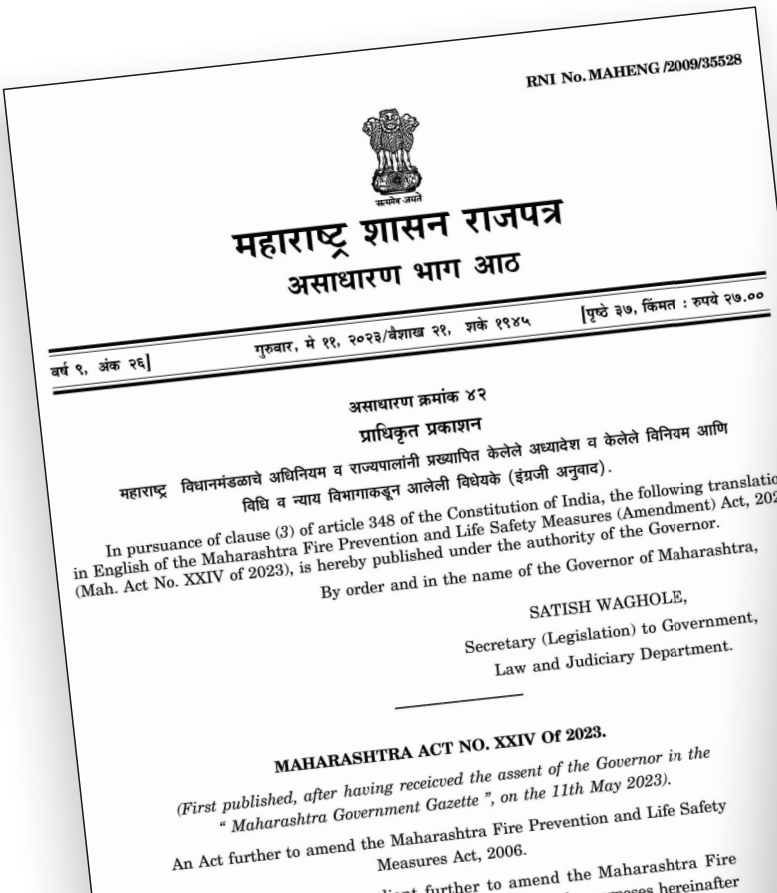 RNI No. MAHENG /2009/35528
सत्यमेव जयते
महाराष्ट्र शासन राजपत्र
असाधारण भाग आठ
वर्ष ९, अंक २६]
गुरुवार, मे ११, २०२३/वैशाख २१, शके १९४५
[पृष्ठे ३७, किंमत : रुपये २७.००
असाधारण क्रमांक ४२
प्राधिकृत प्रकाशन
महाराष्ट्र विधानमंडळाचे अधिनियम व राज्यपालांनी प्रख्यापित केलेले अध्यादेश व केलेले विनियम आणि
विधि व न्याय विभागाकडून आलेली विधेयके (इंग्रजी अनुवाद).
In pursuance of clause (3) of article 348 of the Constitution of India, the following
in English of the Maharashtra Fire Prevention and Life Safety Measures (Amendment) Act,
(Mah. Act No. XXIV of 2023), is hereby published under the authority of the Governor.
By order and in the name of the Governor of Maharashtra,
SATISH WAGHOLE,
Secretary (Legislation) to Government,
Law and Judiciary Department.
MAHARASHTRA ACT NO. XXIV Of 2023.
(First published, after having receicved the assent of the Governor in the
“ Maharashtra Government Gazette ”, on the 11th May 2023).
An Act further to amend the Maharashtra Fire Prevention and Life Safety
Measures Act, 2006.
further to amend the Maharashtra Fire
hereinafter